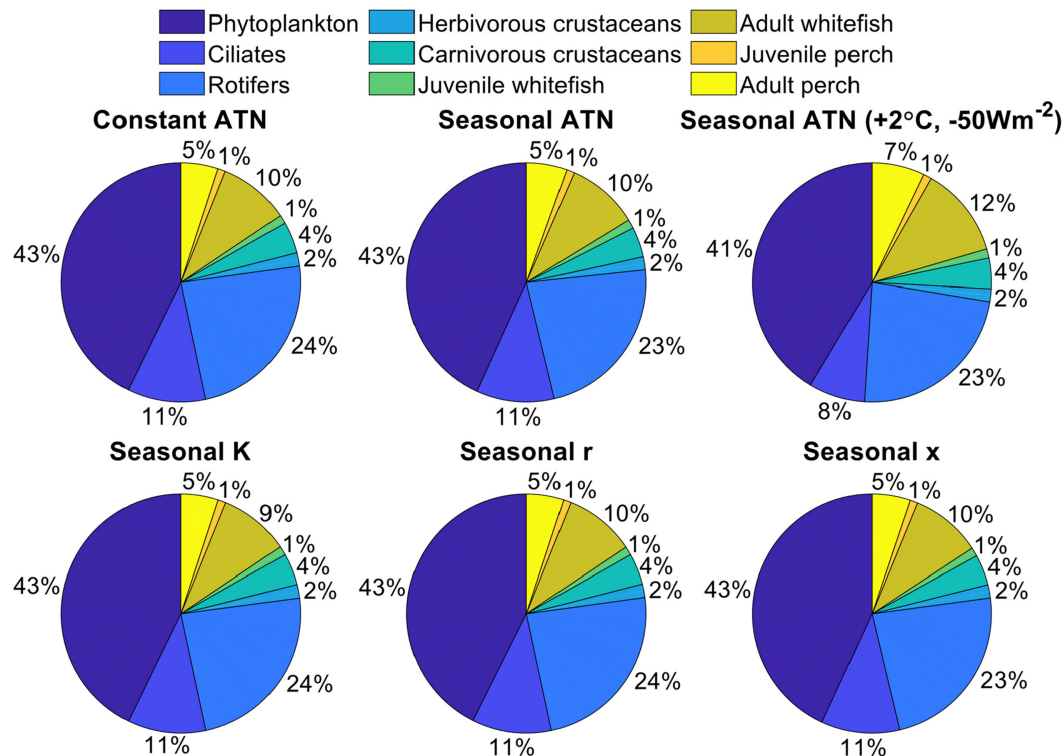 Phytoplankton Herbivorous crustaceans Adult whitefish
Ciliates Carnivorous crustaceans Juvenile perch
Rotifers Juvenile whitefish Adult perch
Constant ATN Seasonal ATN Seasonal ATN (+2°C, -50Wm⁻²)
5% 1% 10% 1% 4% 2% 24% 11% 43%
5% 1% 10% 1% 4% 2% 23% 11% 43%
7% 1% 12% 1% 4% 2% 23% 8% 41%
Seasonal K Seasonal r Seasonal x
5% 1% 9% 1% 4% 2% 24% 11% 43%
5% 1% 10% 1% 4% 2% 24% 11% 43%
5% 1% 10% 1% 4% 2% 23% 11% 43%